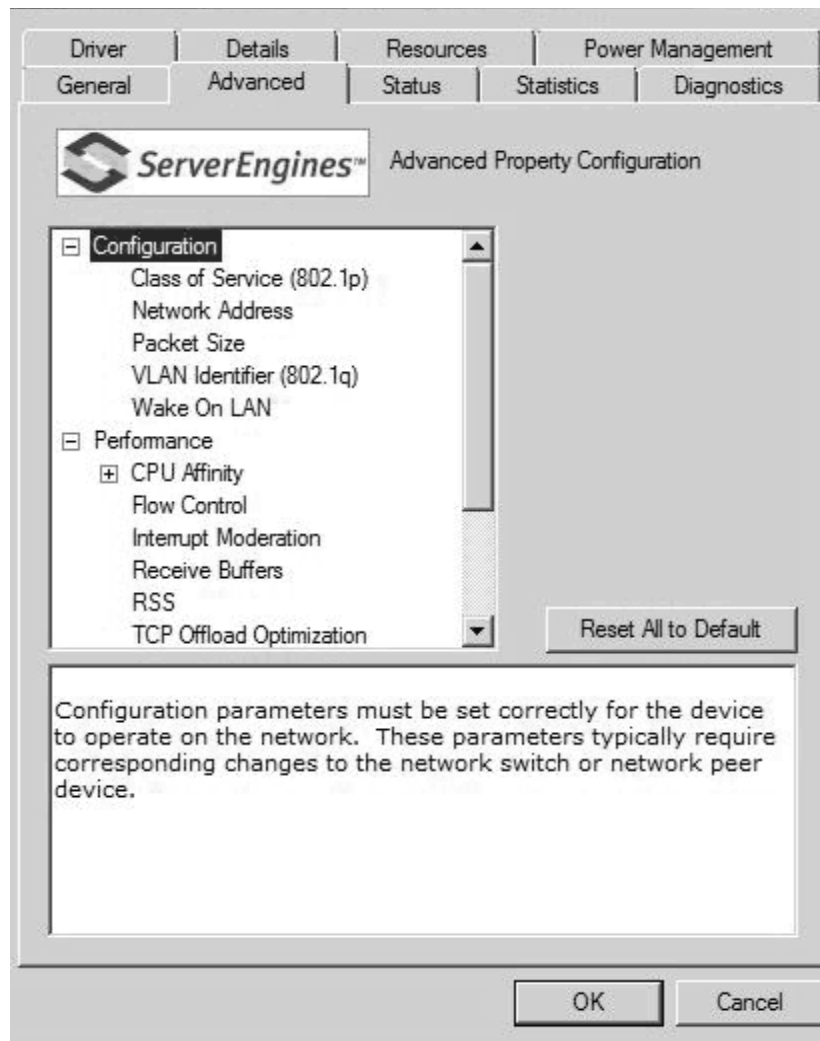 Driver Details Resources Power Management
General Advanced Status Statistics Diagnostics
ServerEngines™ Advanced Property Configuration
Configuration
Class of Service (802.1p)
Network Address
Packet Size
VLAN Identifier (802.1q)
Wake On LAN
Performance
CPU Affinity
Flow Control
Interrupt Moderation
Receive Buffers
RSS
TCP Offload Optimization
Reset All to Default
Configuration parameters must be set correctly for the device
to operate on the network. These parameters typically require
corresponding changes to the network switch or network peer
device.
OK Cancel